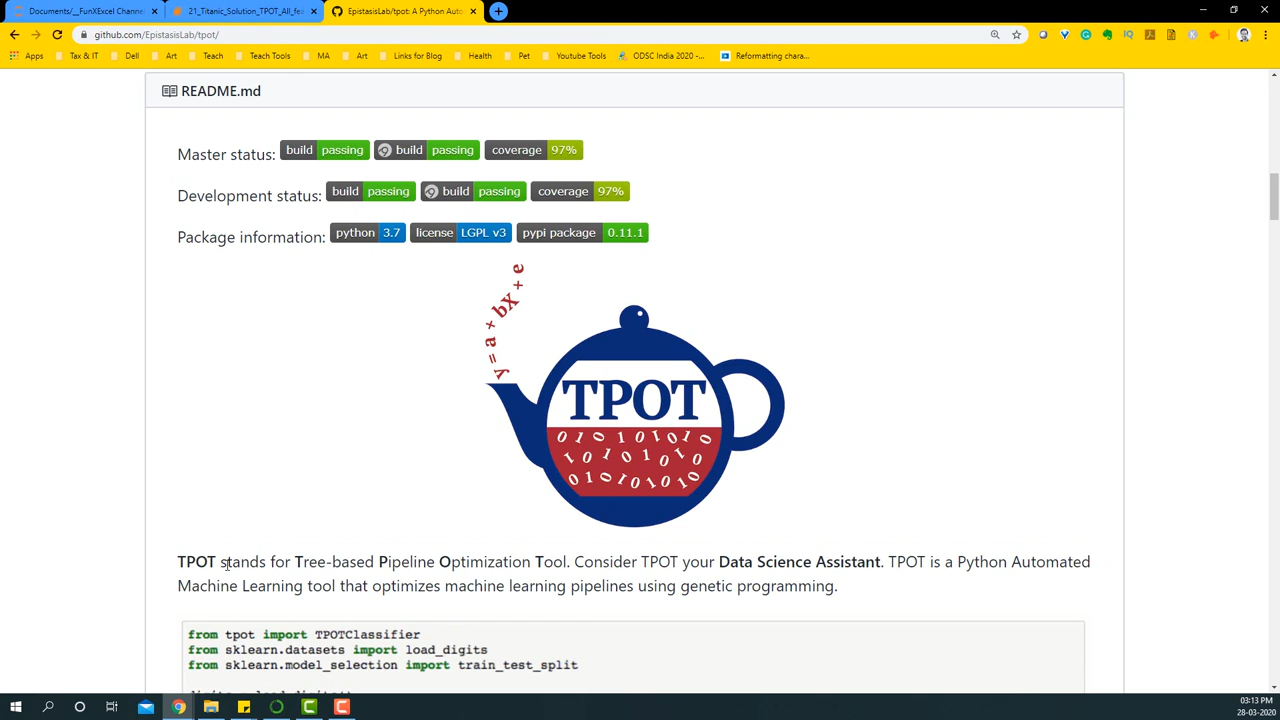 Documents/__FunXExcel Channel
21_Titanic_Solution_TPOT_All_fea
EpistasisLab/tpot: A Python Auto
github.com/EpistasisLab/tpot/
Apps Tax & IT Dell Art Teach Teach Tools MA Art Links for Blog Health Pet Youtube Tools ODSC India 2020 -... Reformatting chara...
README.md
Master status: build passing build passing coverage 97%
Development status: build passing build passing coverage 97%
Package information: python 3.7 license LGPL v3 pypi package 0.11.1
y = a + bX + e
TPOT
0 1 0 1 0 1 0 1 0 0
1 0 1 0 1 0 1 0 0
0 1 0 1 0 1 0 1 0
TPOT stands for Tree-based Pipeline Optimization Tool. Consider TPOT your Data Science Assistant. TPOT is a Python Automated
Machine Learning tool that optimizes machine learning pipelines using genetic programming.
from tpot import TPOTClassifier
from sklearn.datasets import load_digits
from sklearn.model_selection import train_test_split
03:13 PM
28-03-2020